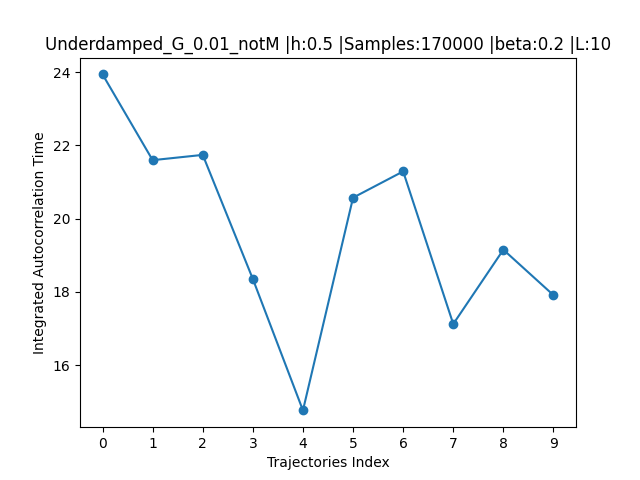 Underdamped_G_0.01_notM |h:0.5 |Samples:170000 |beta:0.2 |L:10
24
22
20
18
16
Integrated Autocorrelation Time
0 1 2 3 4 5 6 7 8 9
Trajectories Index